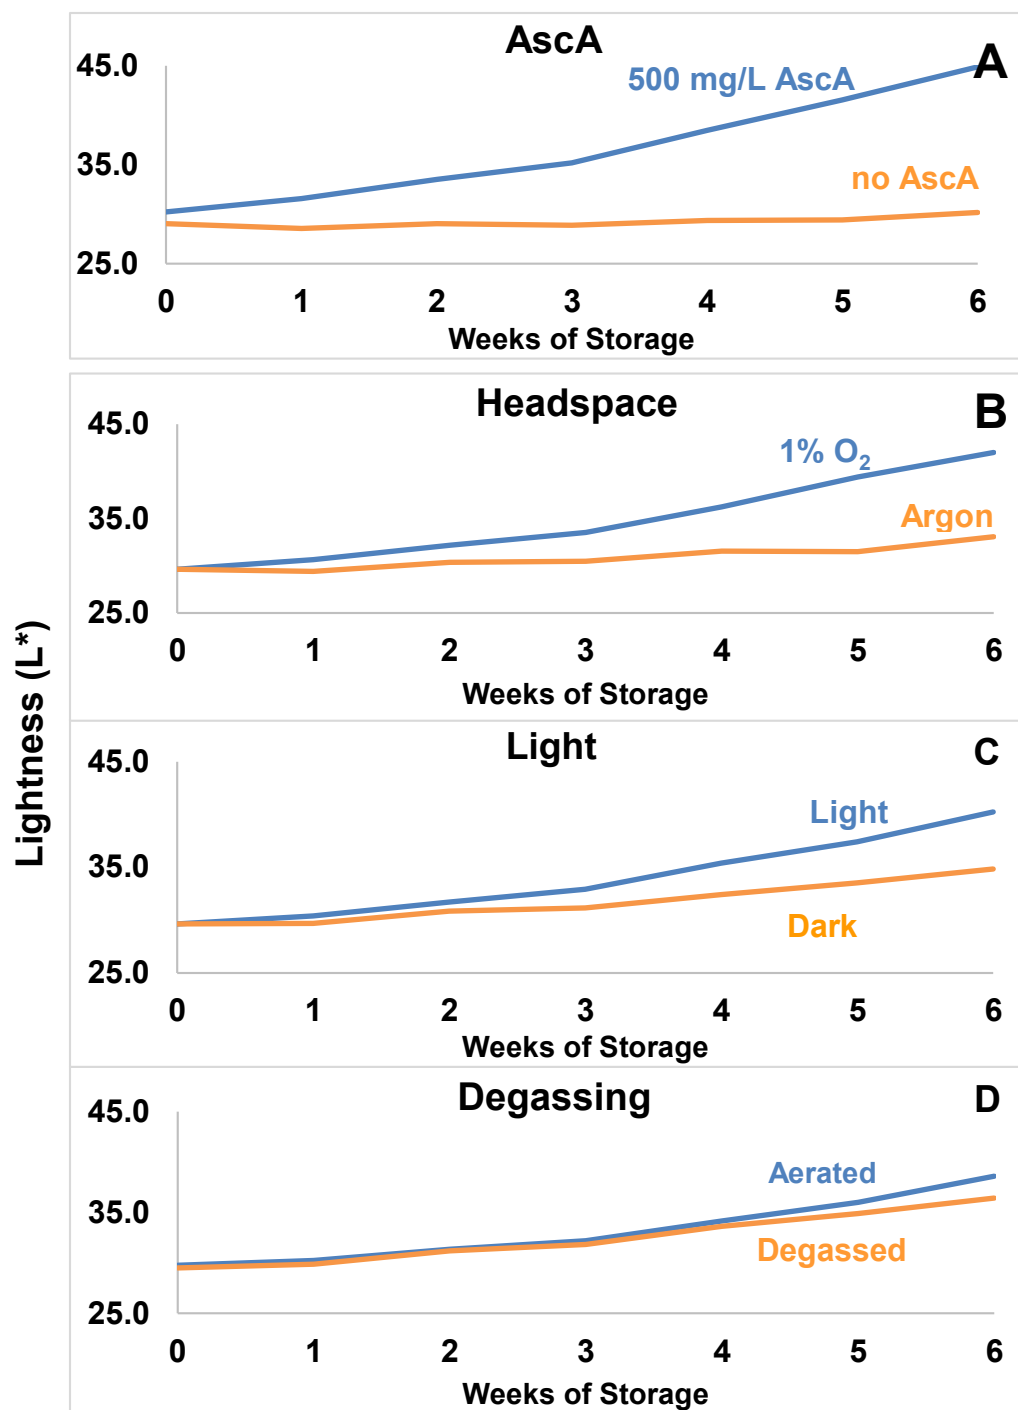 Lightness (L*)
AscA
A
45.0
500 mg/L AscA
35.0
no AscA
25.0
0 1 2 3 4 5 6
Weeks of Storage
Headspace
B
45.0
1% O₂
35.0
Argon
25.0
0 1 2 3 4 5 6
Weeks of Storage
Light
C
45.0
Light
35.0
Dark
25.0
0 1 2 3 4 5 6
Weeks of Storage
Degassing
D
45.0
Aerated
35.0
Degassed
25.0
0 1 2 3 4 5 6
Weeks of Storage